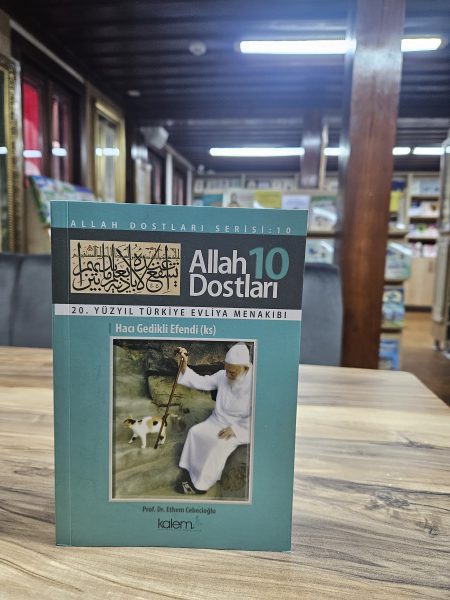 ALLAH DOSTLARI SERİSİ:10
Allah 10
Dostları
20. YÜZYIL TÜRKİYE EVLİYA MENAKIBI
Hacı Gedikli Efendi (ks)
Prof. Dr. Ethem Cebecioğlu
kalem